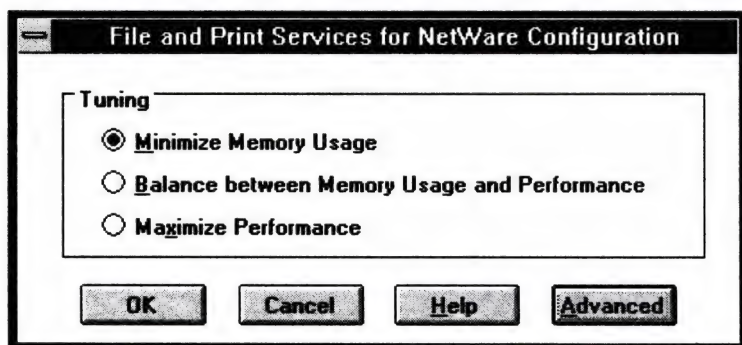 File and Print Services for NetWare Configuration
Tuning
Minimize Memory Usage
Balance between Memory Usage and Performance
Maximize Performance
OK Cancel Help Advanced